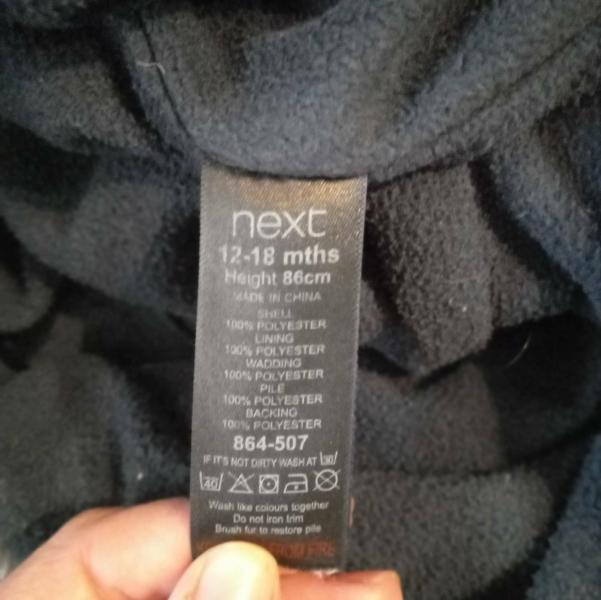 next
12-18 mths
Height 86cm
MADE IN CHINA
SHELL
100% POLYESTER
LINING
100% POLYESTER
WADDING
100% POLYESTER
PILE
100% POLYESTER
BACKING
100% POLYESTER
864-507
IF IT'S NOT DIRTY WASH AT 30
40
Wash like colours together
Do not iron trim
Brush fur to restore pile
FIRE